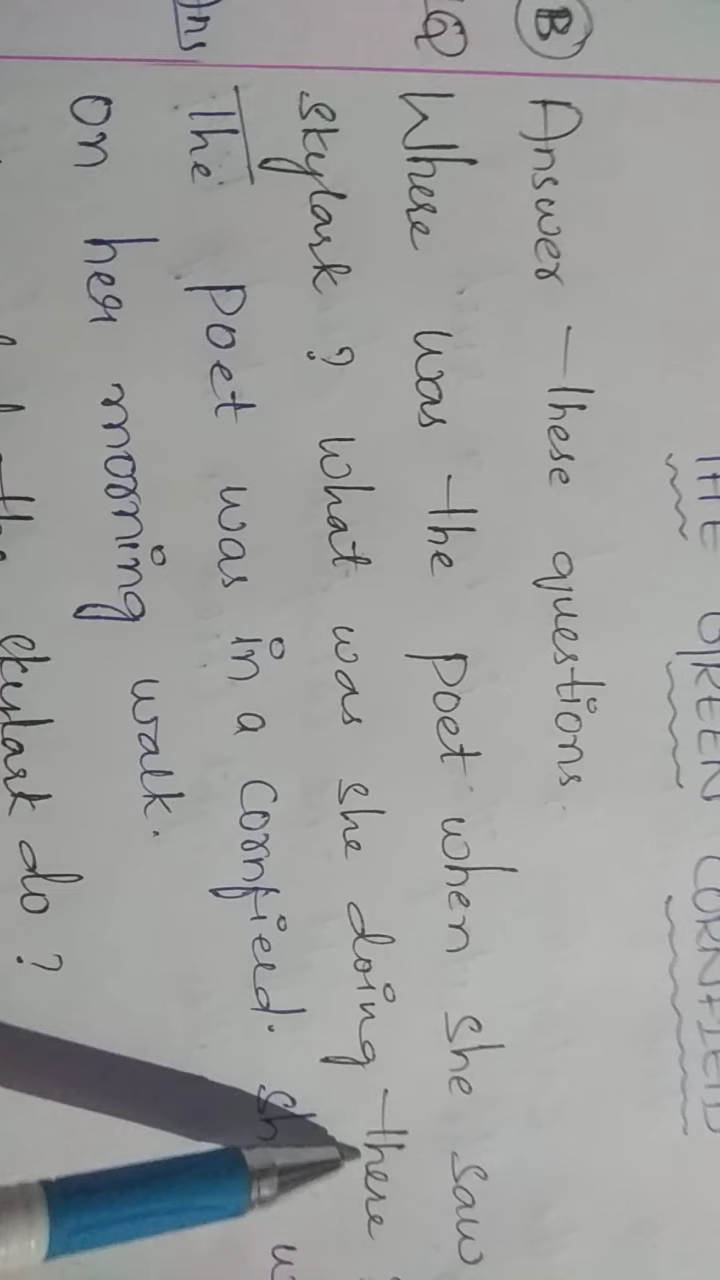 THE GREEN CORNFIELD
B Answer these questions.
Q Where was the poet when she saw
skylark? what was she doing there
Ans The poet was in a cornfield. sh
on her morning walk.
the skylark do?